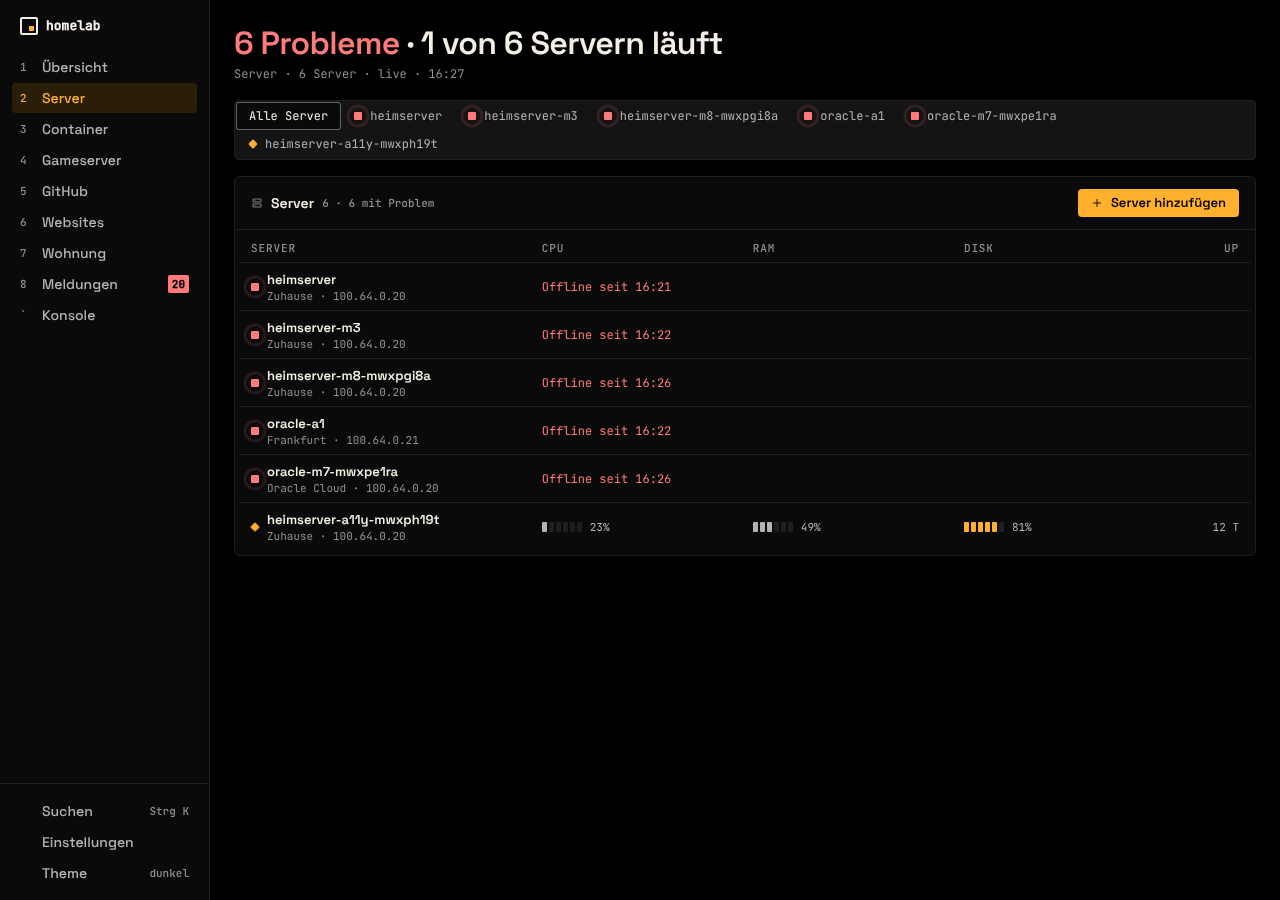 homelab
1 Übersicht
2 Server
3 Container
4 Gameserver
5 GitHub
6 Websites
7 Wohnung
8 Meldungen 20
` Konsole
Suchen Strg K
Einstellungen
Theme dunkel
6 Probleme · 1 von 6 Servern läuft
Server · 6 Server · live · 16:27
Alle Server heimserver heimserver-m3 heimserver-m8-mwxpgi8a oracle-a1 oracle-m7-mwxpe1ra
heimserver-a11y-mwxph19t
Server 6 · 6 mit Problem + Server hinzufügen
SERVER CPU RAM DISK UP
heimserver
Zuhause · 100.64.0.20
Offline seit 16:21
heimserver-m3
Zuhause · 100.64.0.20
Offline seit 16:22
heimserver-m8-mwxpgi8a
Zuhause · 100.64.0.20
Offline seit 16:26
oracle-a1
Frankfurt · 100.64.0.21
Offline seit 16:22
oracle-m7-mwxpe1ra
Oracle Cloud · 100.64.0.20
Offline seit 16:26
heimserver-a11y-mwxph19t
Zuhause · 100.64.0.20
23% 49% 81% 12 T